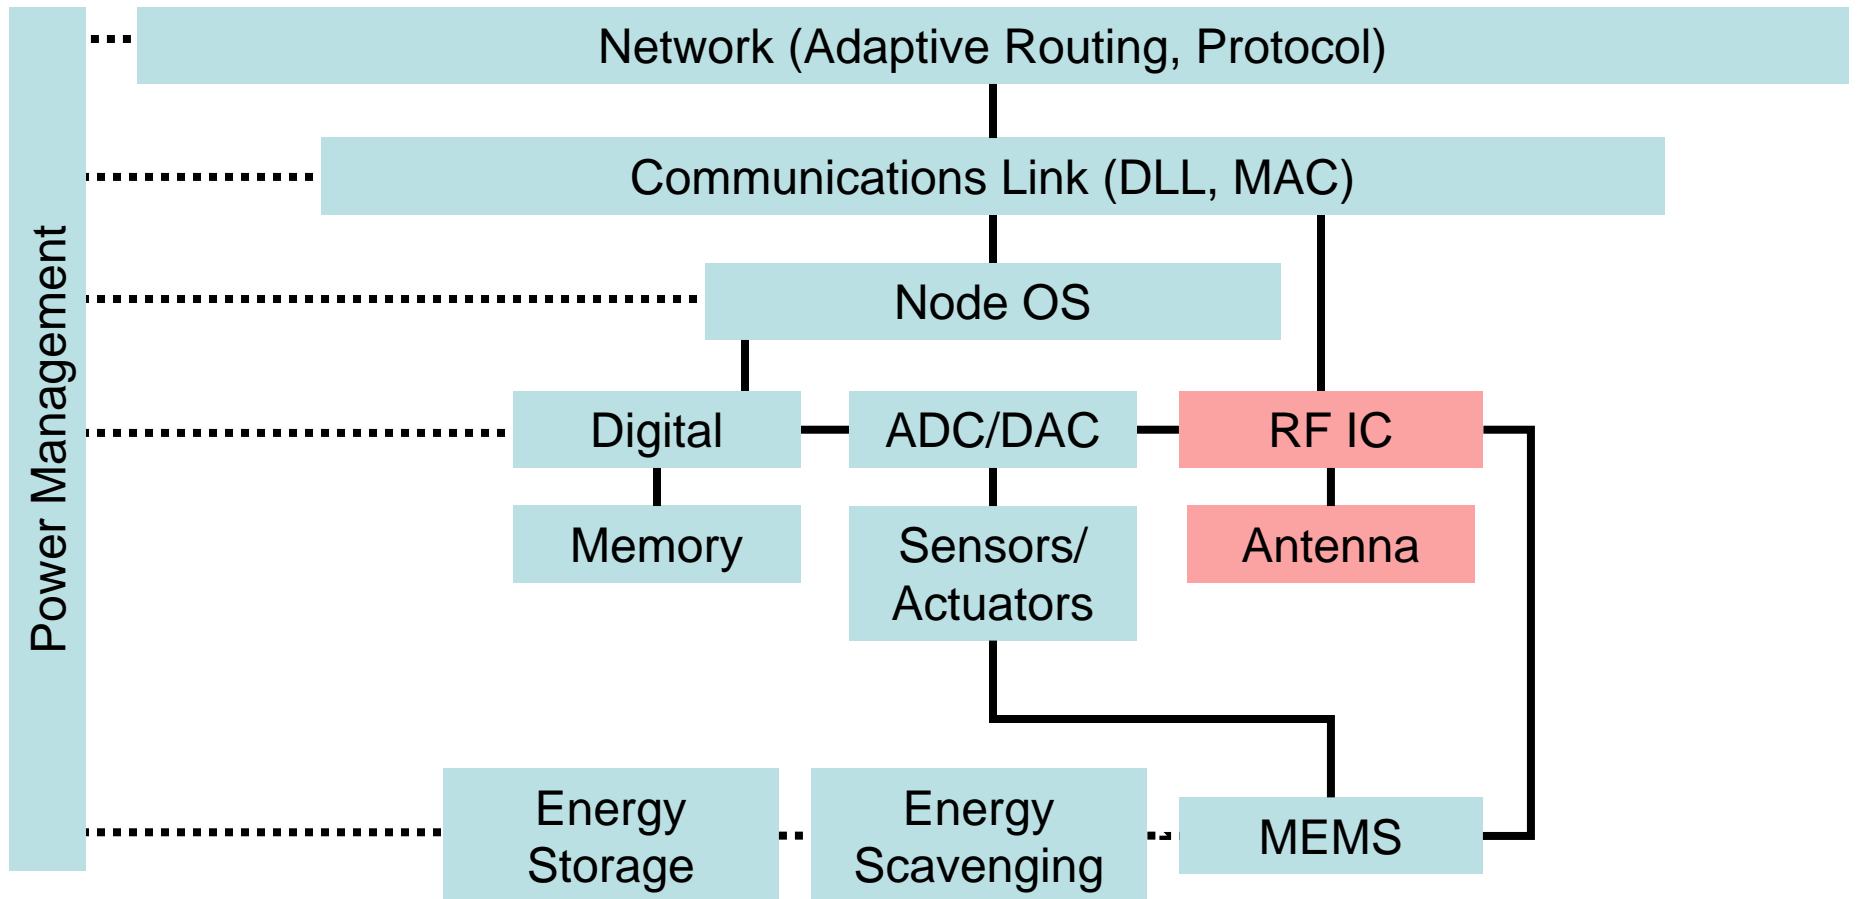 Network (Adaptive Routing, Protocol)
Communications Link (DLL, MAC)
Power Management
Node OS
Digital
ADC/DAC
RF IC
Memory
Sensors/
Actuators
Antenna
Energy
Storage
Energy
Scavenging
MEMS